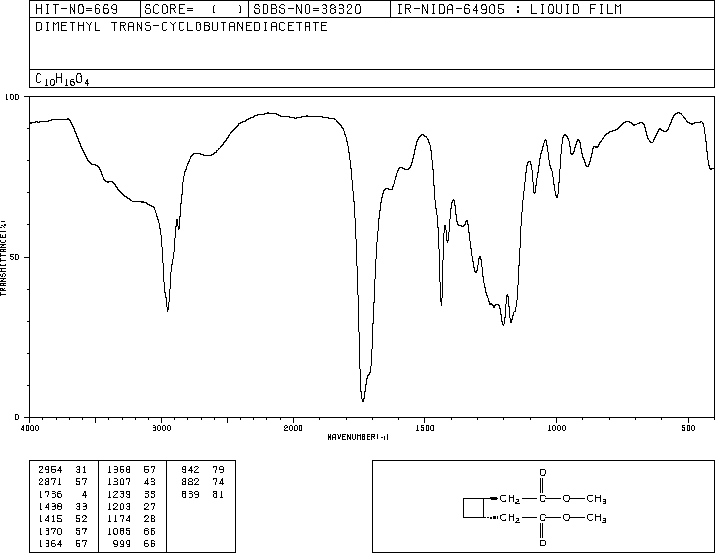 HIT-NO=669 SCORE= ( ) SDBS-NO=38320 IR-NIDA-64905 : LIQUID FILM
DIMETHYL TRANS-CYCLOBUTANEDIACETATE
C10H16O4
100
50
0
TRANSMITTANCE(%)
4000 3000 2000 1500 1000 500
WAVENUMBER(-1)
2954 31 1368 57 942 79
2871 57 1307 43 882 74
1736 4 1239 33 839 81
1438 33 1203 27
1415 52 1174 28
1370 57 1085 66
1364 57 999 66
O
CH2 C O CH3
CH2 C O CH3
O